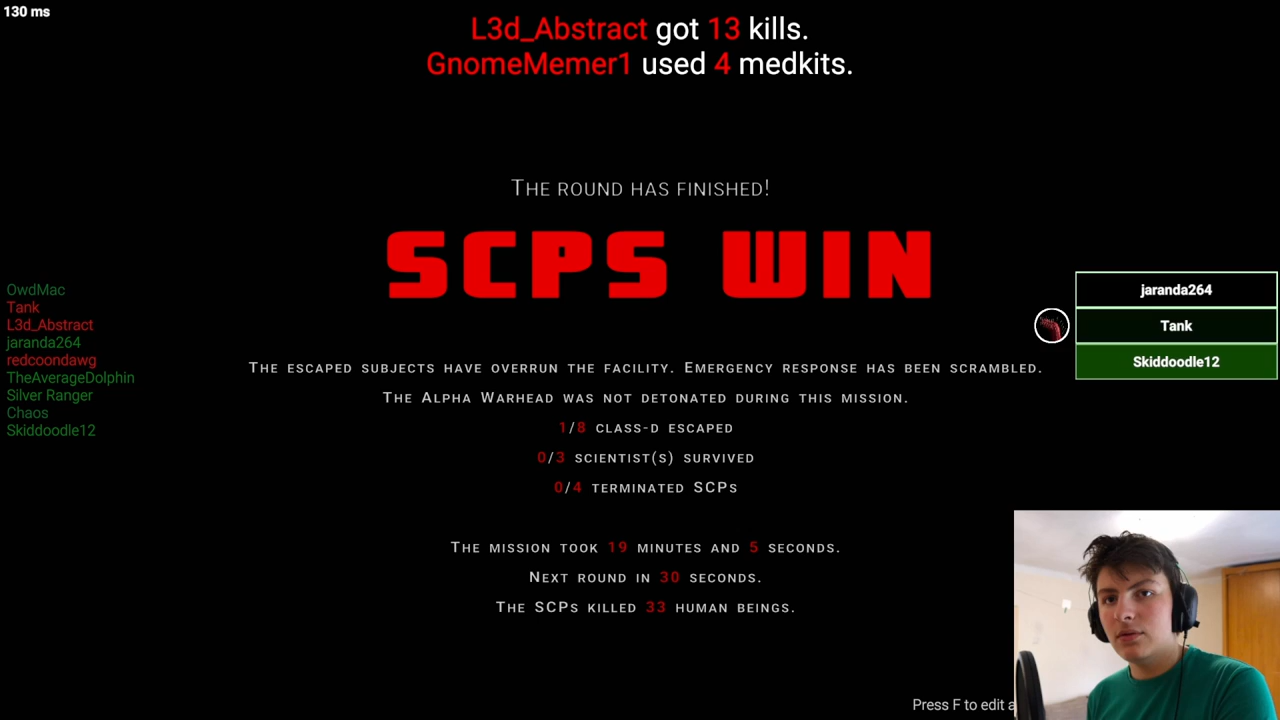 130 ms
L3d_Abstract got 13 kills.
GnomeMemer1 used 4 medkits.
THE ROUND HAS FINISHED!
SCPS WIN
OwdMac
Tank
L3d_Abstract
jaranda264
redcoondawg
TheAverageDolphin
Silver Ranger
Chaos
Skiddoodle12
jaranda264
Tank
Skiddoodle12
THE ESCAPED SUBJECTS HAVE OVERRUN THE FACILITY. EMERGENCY RESPONSE HAS BEEN SCRAMBLED.
THE ALPHA WARHEAD WAS NOT DETONATED DURING THIS MISSION.
1/8 CLASS-D ESCAPED
0/3 SCIENTIST(S) SURVIVED
0/4 TERMINATED SCPS
THE MISSION TOOK 19 MINUTES AND 5 SECONDS.
NEXT ROUND IN 30 SECONDS.
THE SCPS KILLED 33 HUMAN BEINGS.
Press F to edit a